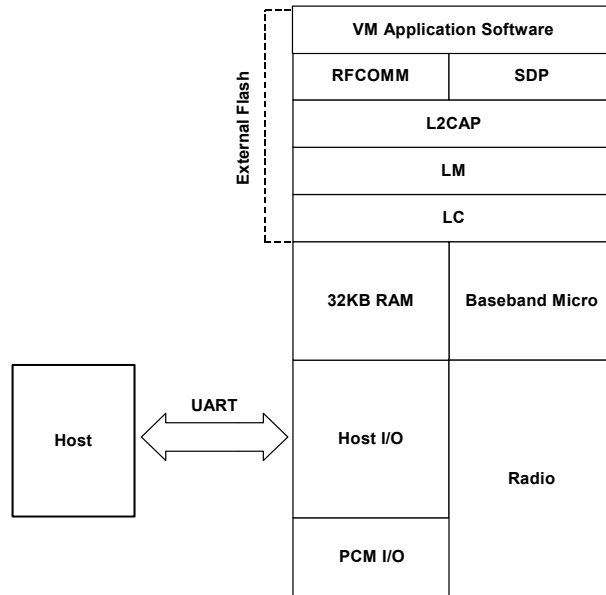 VM Application Software
RFCOMM
SDP
External Flash
L2CAP
LM
LC
32KB RAM
Baseband Micro
UART
Host
Host I/O
Radio
PCM I/O